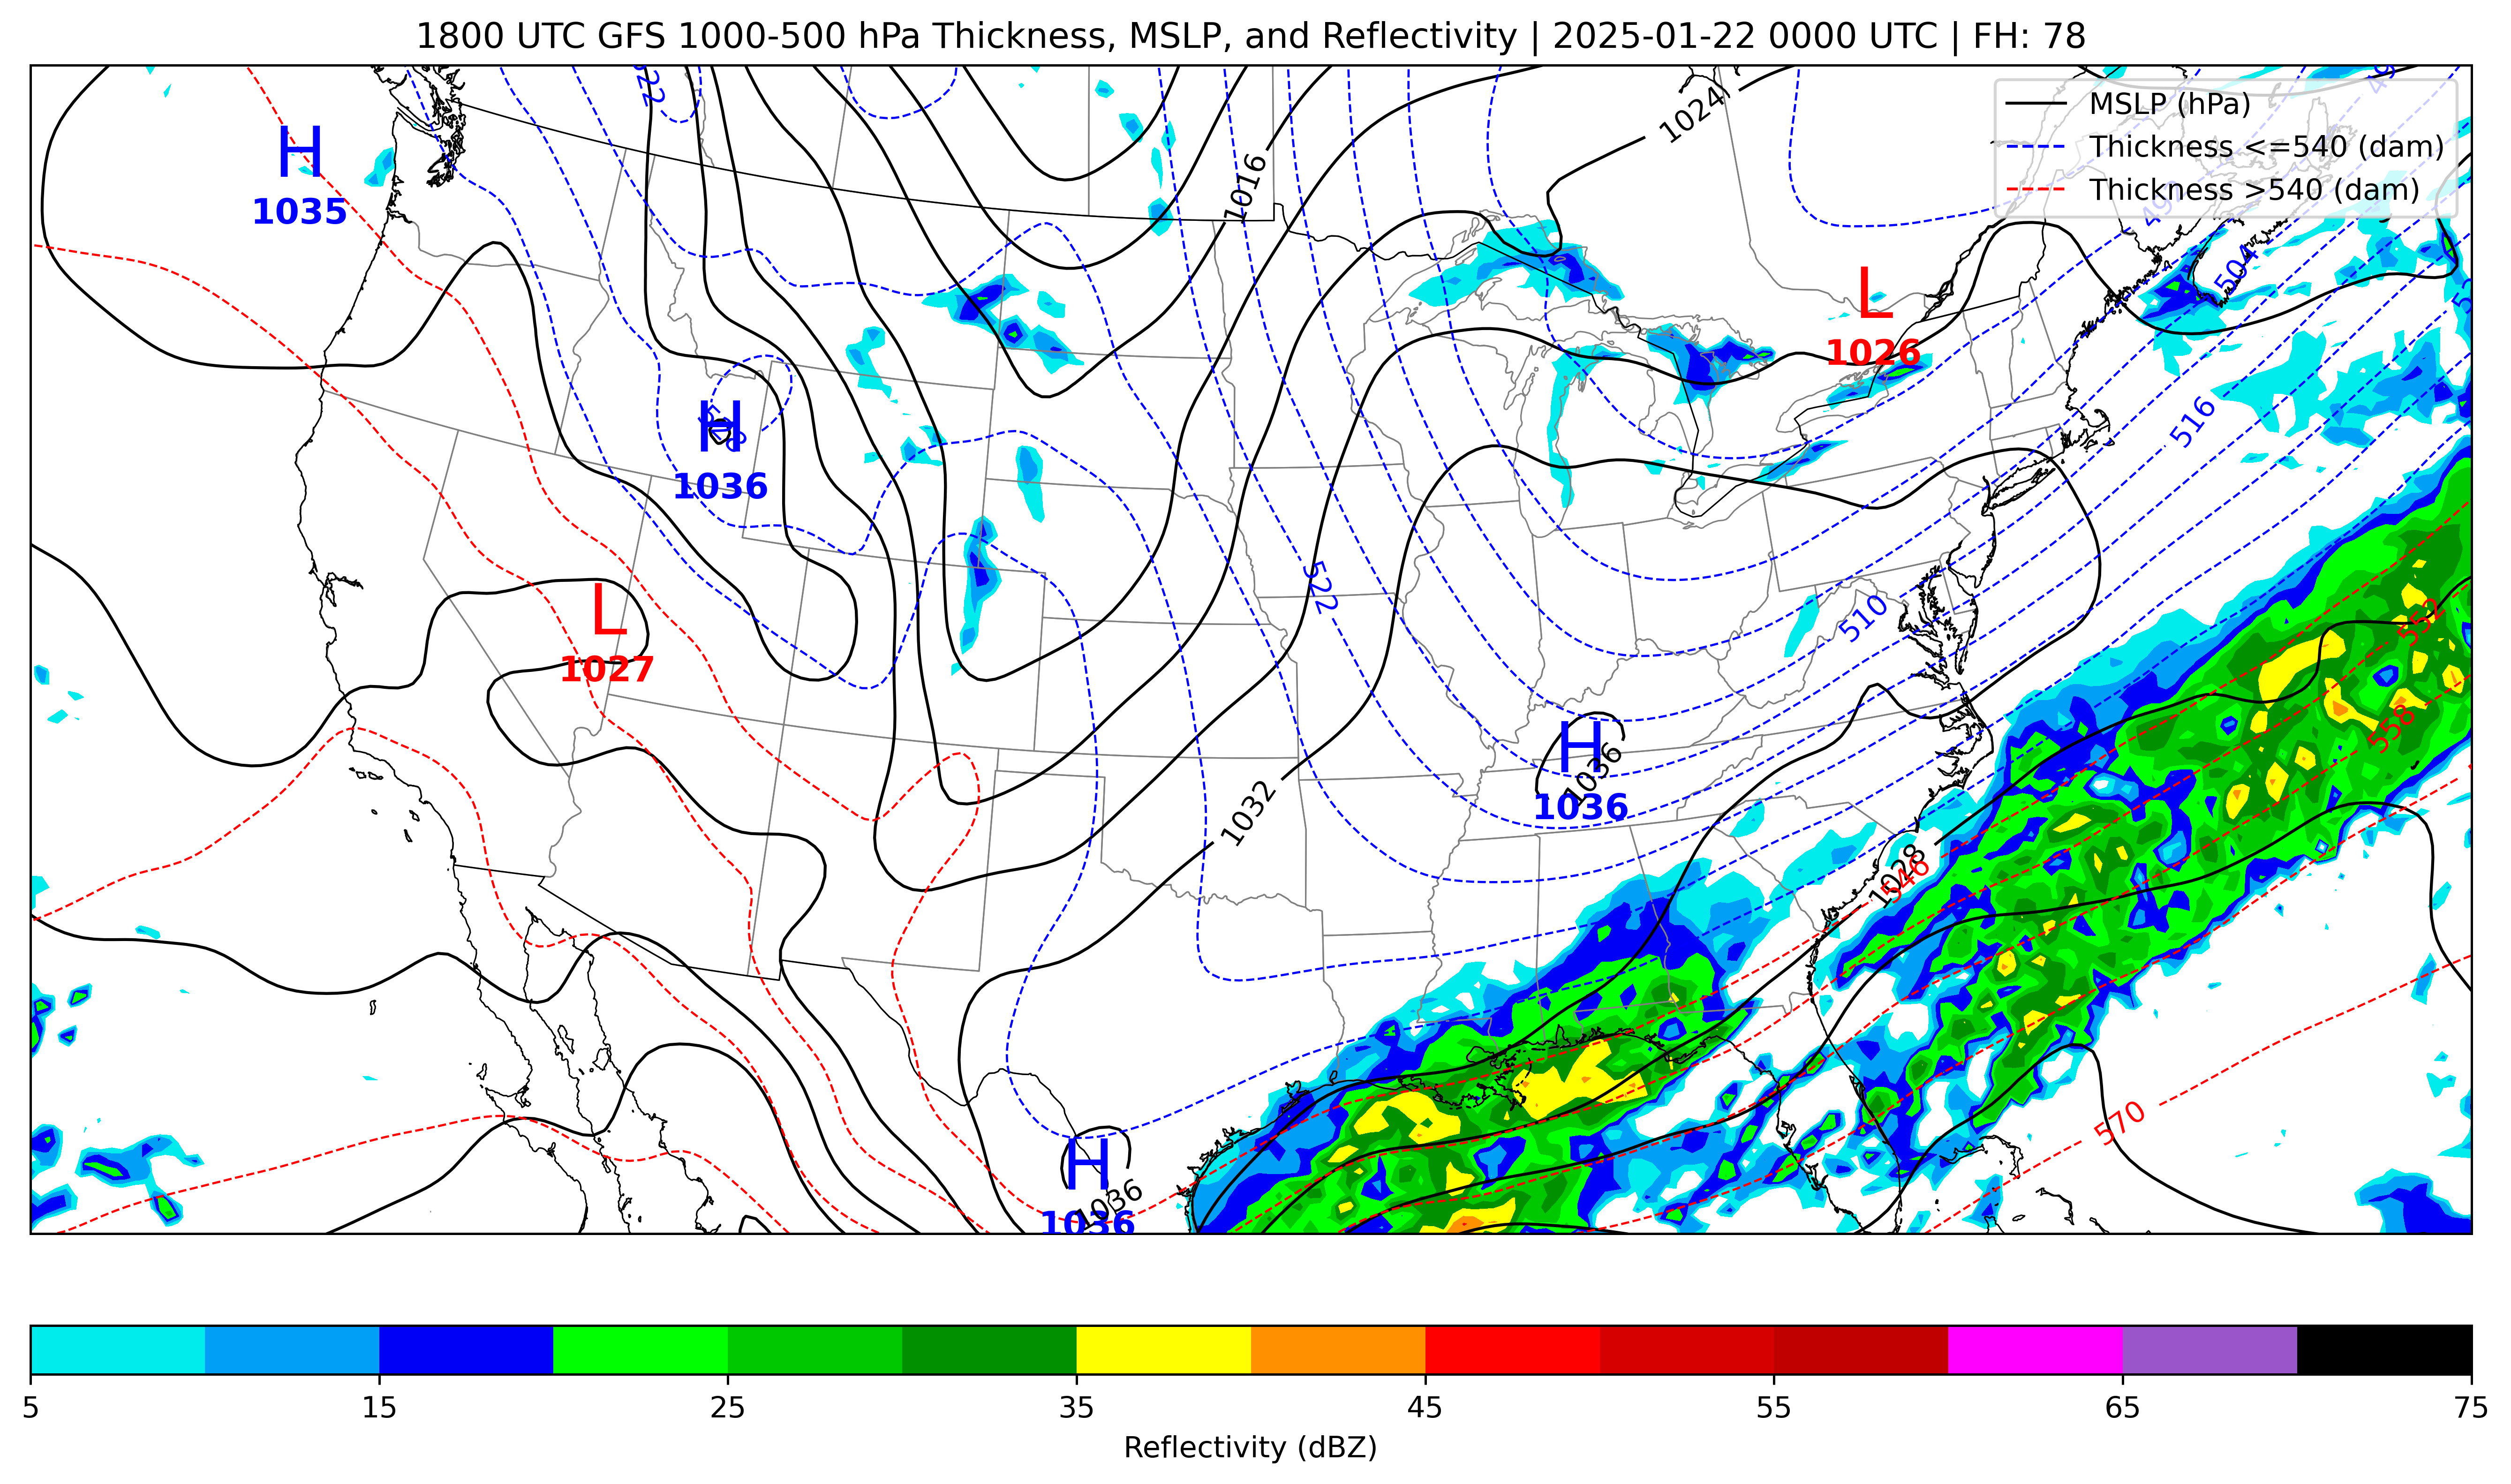 1800 UTC GFS 1000-500 hPa Thickness, MSLP, and Reflectivity | 2025-01-22 0000 UTC | FH: 78
MSLP (hPa)
Thickness <=540 (dam)
Thickness >540 (dam)
522
1024
1016
H
1035
504
L
1026
516
H
1036
522
510
552
L
1027
558
H
1036
1036
1032
1028
546
570
H
1036
1036
5
15
25
35
45
55
65
75
Reflectivity (dBZ)